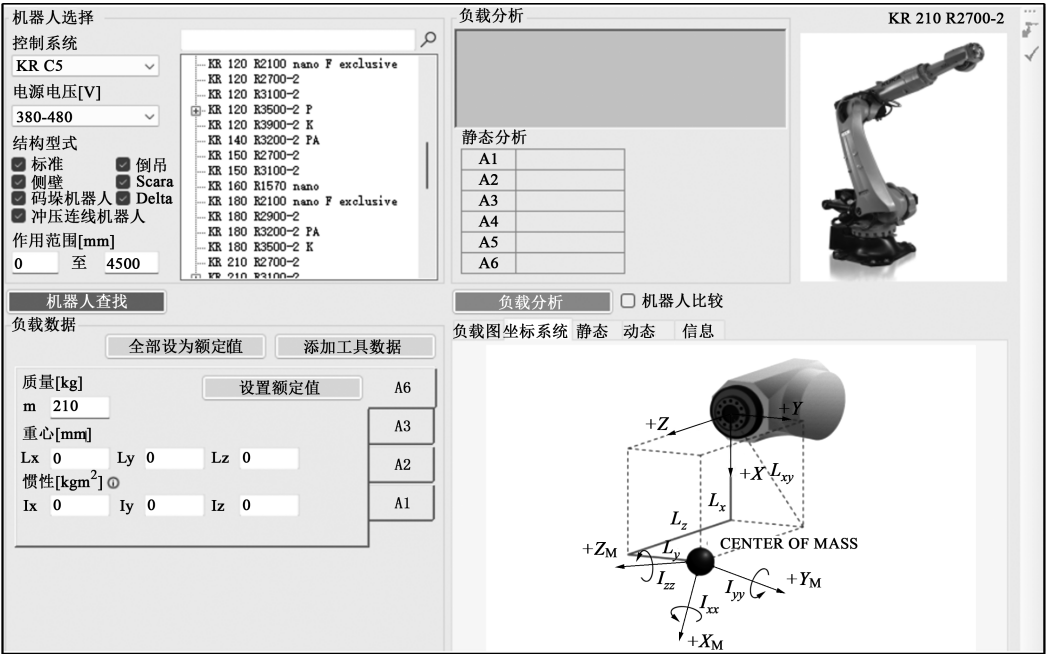 机器人选择
控制系统
KR C5
电源电压[V]
380-480
结构型式
标准 倒吊
侧壁 Scara
码垛机器人 Delta
冲压连线机器人
作用范围[mm]
0 至 4500
KR 120 R2100 nano F exclusive
KR 120 R2700-2
KR 120 R3100-2
KR 120 R3500-2 P
KR 120 R3900-2 K
KR 140 R3200-2 PA
KR 150 R2700-2
KR 150 R3100-2
KR 160 R1570 nano
KR 180 R2100 nano F exclusive
KR 180 R2900-2
KR 180 R3200-2 PA
KR 180 R3500-2 K
KR 210 R2700-2
KR 210 R3100-2
机器人查找
负载分析
静态分析
A1
A2
A3
A4
A5
A6
KR 210 R2700-2
负载分析 机器人比较
负载数据
全部设为额定值 添加工具数据
质量[kg] 设置额定值
m 210
重心[mm]
Lx 0 Ly 0 Lz 0
惯性[kgm²]
Ix 0 Iy 0 Iz 0
A6
A3
A2
A1
负载图 坐标系统 静态 动态 信息
+Y
+Z
+X
Lxy
Lx
Lz
Ly
CENTER OF MASS
+ZM
Izz
Iyy
+YM
Ixx
+XM